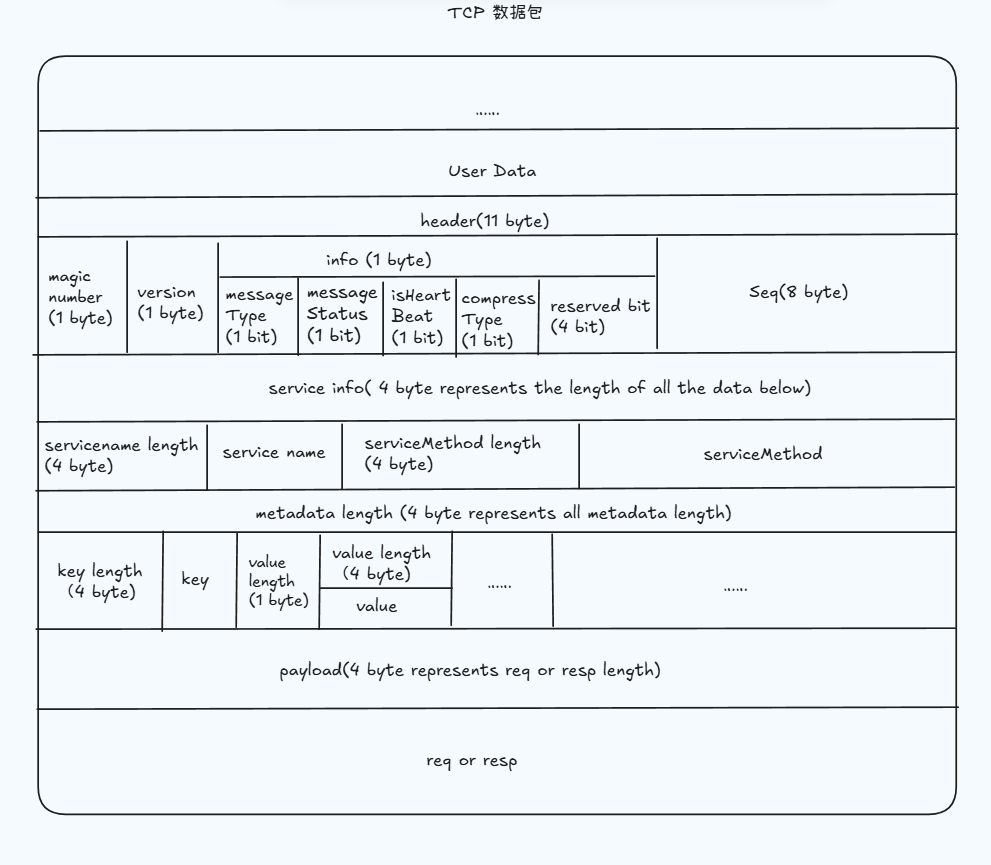 TCP 数据包
......
User Data
header(11 byte)
magic
number
(1 byte)
version
(1 byte)
info (1 byte)
message
Type
(1 bit)
message
Status
(1 bit)
isHeart
Beat
(1 bit)
compress
Type
(1 bit)
reserved bit
(4 bit)
Seq(8 byte)
service info( 4 byte represents the length of all the data below)
servicename length
(4 byte)
service name
serviceMethod length
(4 byte)
serviceMethod
metadata length (4 byte represents all metadata length)
key length
(4 byte)
key
value
length
(1 byte)
value length
(4 byte)
value
......
......
payload(4 byte represents req or resp length)
req or resp